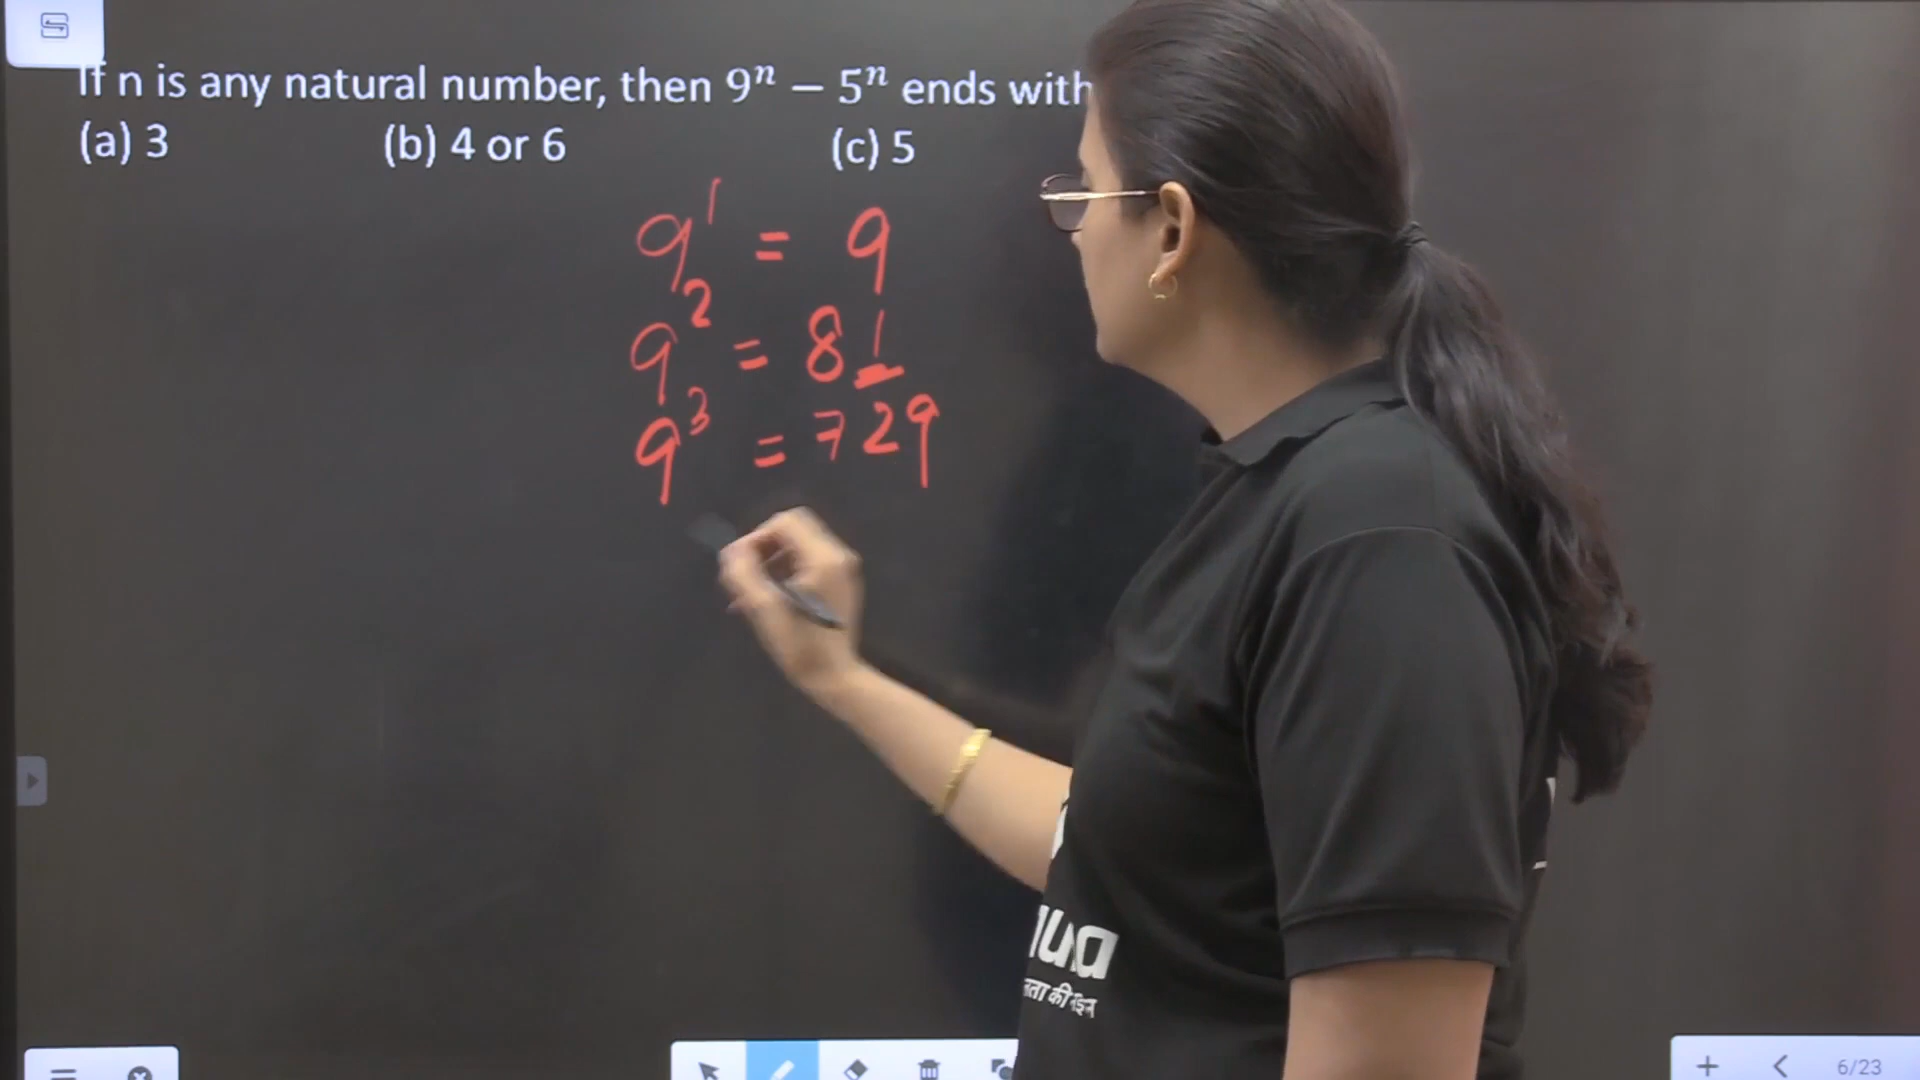 If n is any natural number, then 9ⁿ − 5ⁿ ends with
(a) 3 (b) 4 or 6 (c) 5
9¹ = 9
9² = 81
9³ = 729
6/23